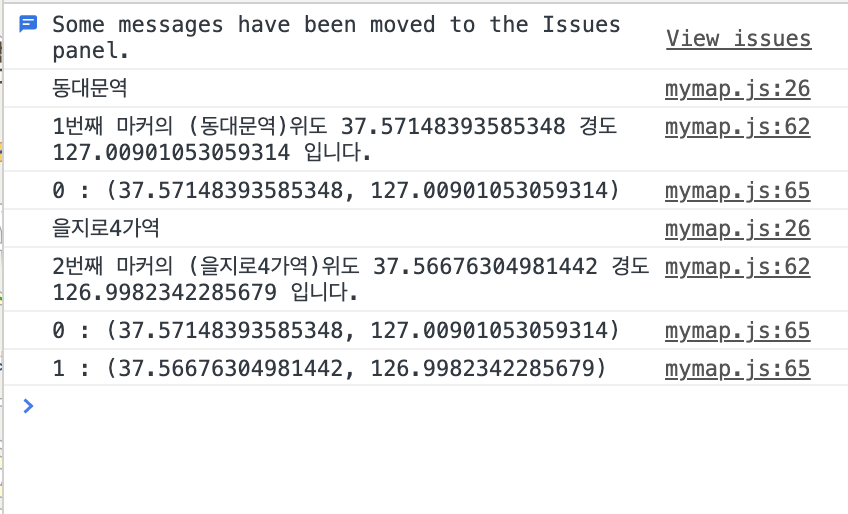 Some messages have been moved to the Issues
panel.
View issues
동대문역
mymap.js:26
1번째 마커의 (동대문역)위도 37.57148393585348 경도
127.00901053059314 입니다.
mymap.js:62
0 : (37.57148393585348, 127.00901053059314)
mymap.js:65
을지로4가역
mymap.js:26
2번째 마커의 (을지로4가역)위도 37.56676304981442 경도
126.9982342285679 입니다.
mymap.js:62
0 : (37.57148393585348, 127.00901053059314)
mymap.js:65
1 : (37.56676304981442, 126.9982342285679)
mymap.js:65